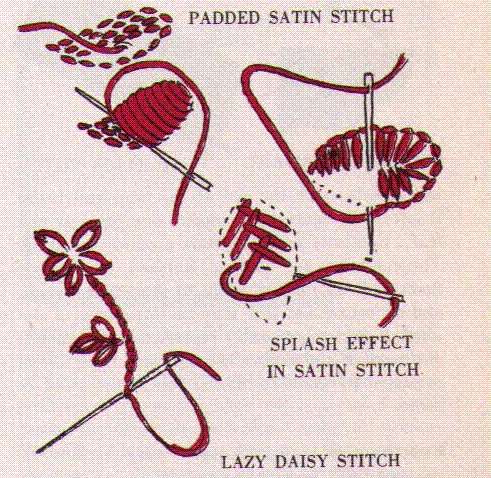 PADDED SATIN STITCH
SPLASH EFFECT
IN SATIN STITCH.
LAZY DAISY STITCH